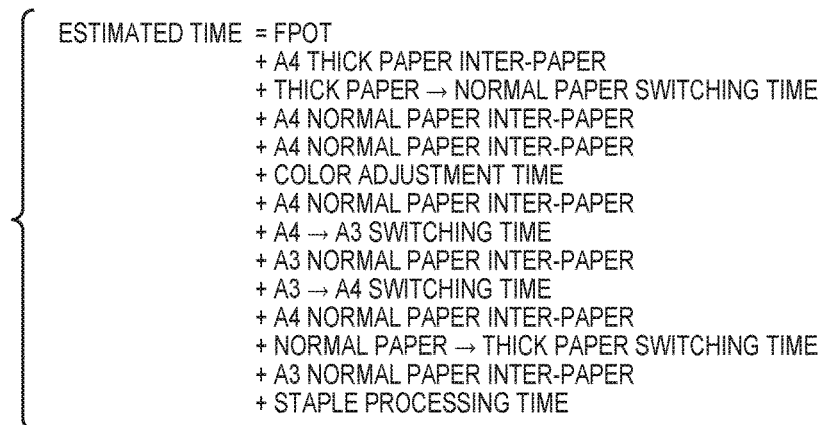 ESTIMATED TIME = FPOT
+ A4 THICK PAPER INTER-PAPER
+ THICK PAPER → NORMAL PAPER SWITCHING TIME
+ A4 NORMAL PAPER INTER-PAPER
+ A4 NORMAL PAPER INTER-PAPER
+ COLOR ADJUSTMENT TIME
+ A4 NORMAL PAPER INTER-PAPER
+ A4 → A3 SWITCHING TIME
+ A3 NORMAL PAPER INTER-PAPER
+ A3 → A4 SWITCHING TIME
+ A4 NORMAL PAPER INTER-PAPER
+ NORMAL PAPER → THICK PAPER SWITCHING TIME
+ A3 NORMAL PAPER INTER-PAPER
+ STAPLE PROCESSING TIME